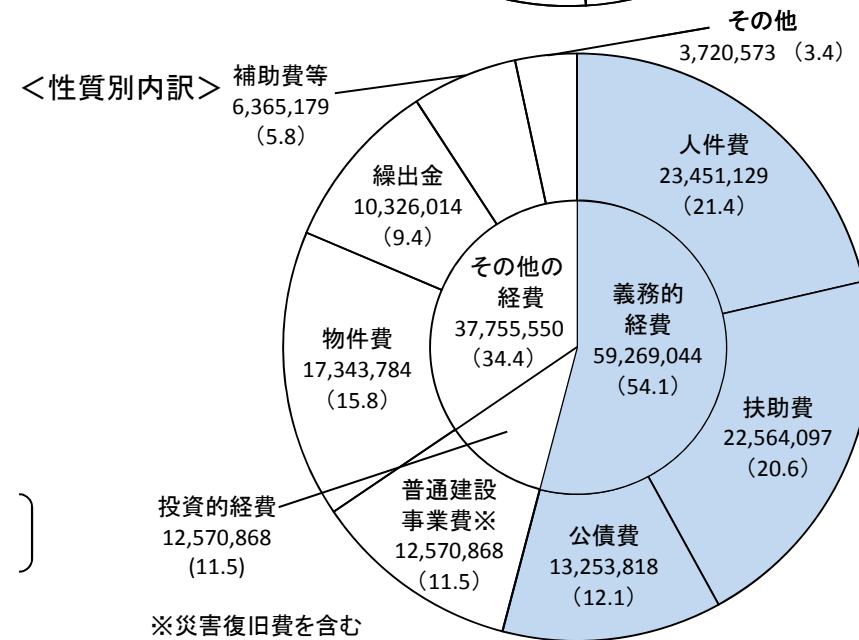 その他
3,720,573 （3.4）
＜性質別内訳＞
補助費等
6,365,179
（5.8）
人件費
23,451,129
（21.4）
繰出金
10,326,014
（9.4）
その他の
経費
37,755,550
（34.4）
義務的
経費
59,269,044
（54.1）
物件費
17,343,784
（15.8）
扶助費
22,564,097
（20.6）
投資的経費
12,570,868
(11.5)
普通建設
事業費※
12,570,868
（11.5）
公債費
13,253,818
（12.1）
※災害復旧費を含む